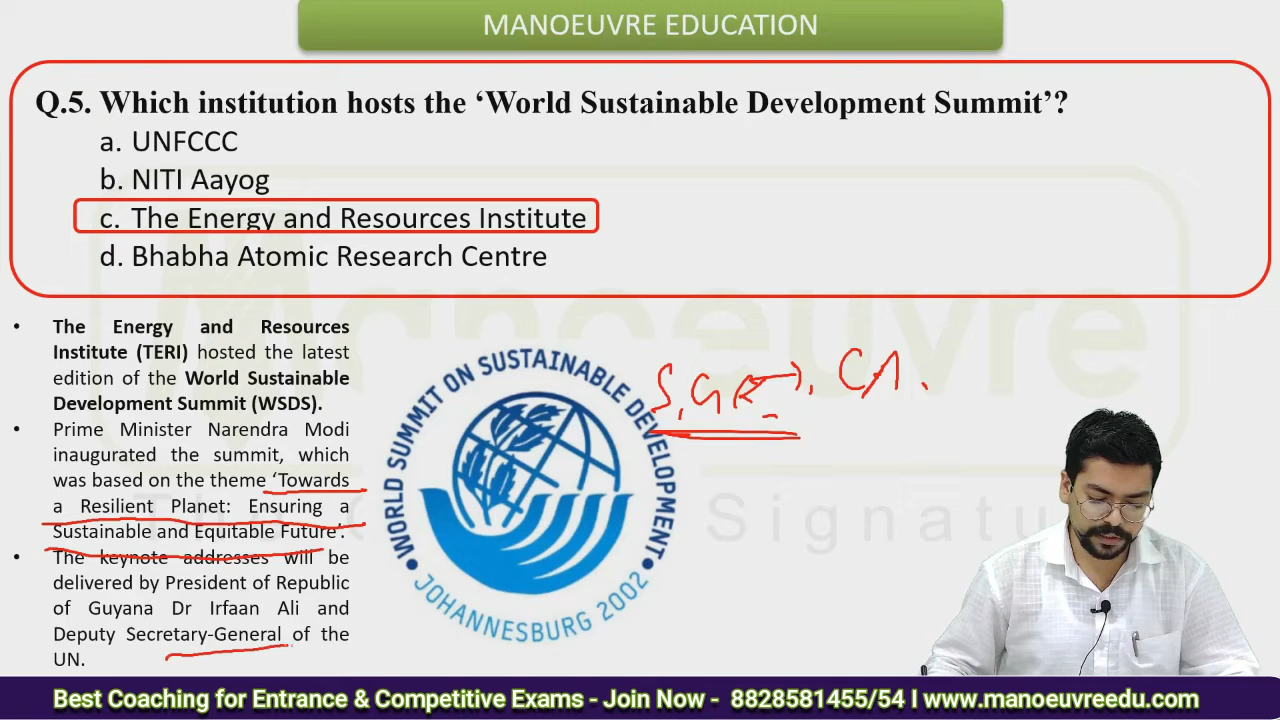 MANOEUVRE EDUCATION
Q.5. Which institution hosts the ‘World Sustainable Development Summit’?
a. UNFCCC
b. NITI Aayog
c. The Energy and Resources Institute
d. Bhabha Atomic Research Centre
• The Energy and Resources
Institute (TERI) hosted the latest
edition of the World Sustainable
Development Summit (WSDS).
• Prime Minister Narendra Modi
inaugurated the summit, which
was based on the theme ‘Towards
a Resilient Planet: Ensuring a
Sustainable and Equitable Future’.
• The keynote addresses will be
delivered by President of Republic
of Guyana Dr Irfaan Ali and
Deputy Secretary-General of the
UN.
WORLD SUMMIT ON SUSTAINABLE DEVELOPMENT
JOHANNESBURG 2002
Manoeuvre
Signatu
Best Coaching for Entrance & Competitive Exams - Join Now - 8828581455/54 I www.manoeuvreedu.com